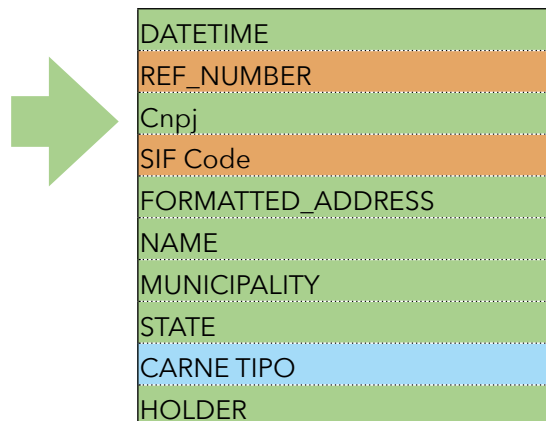 DATETIME
REF_NUMBER
Cnpj
SIF Code
FORMATTED_ADDRESS
NAME
MUNICIPALITY
STATE
CARNE TIPO
HOLDER